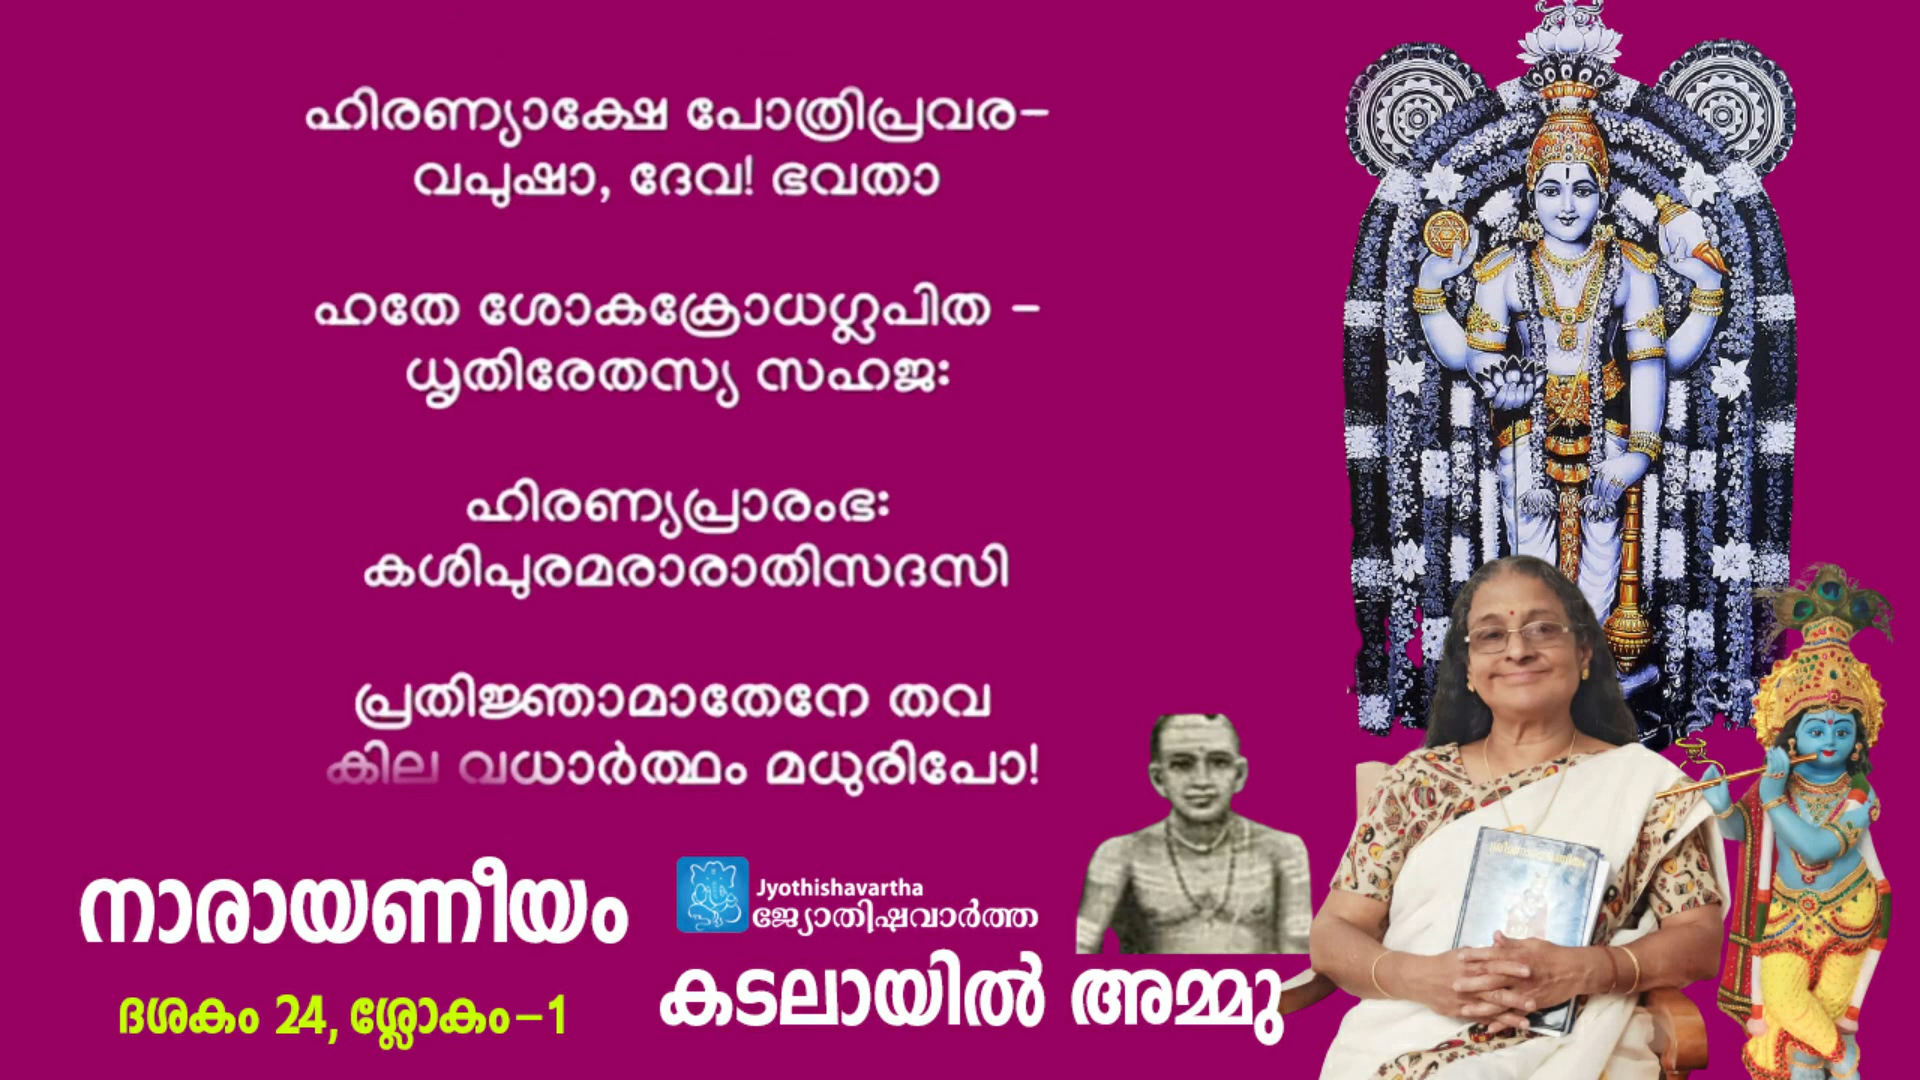 ഹിരണ്യാക്ഷേ പോത്രിപ്രവര-
വപുഷാ, ദേവ! ഭവതാ
ഹതേ ശോകക്രോധഗ്ലപിത -
ധൃതിരേതസ്യ സഹജഃ
ഹിരണ്യപ്രാരംഭഃ
കശിപുരമരാരാതിസദസി
പ്രതിജ്ഞാമാതേനേ തവ
കില വധാർത്ഥം മധുരിപോ!
നാരായണീയം
ദശകം 24, ശ്ലോകം-1
Jyothishavartha
ജ്യോതിഷവാർത്ത
കടലായിൽ അമ്മു